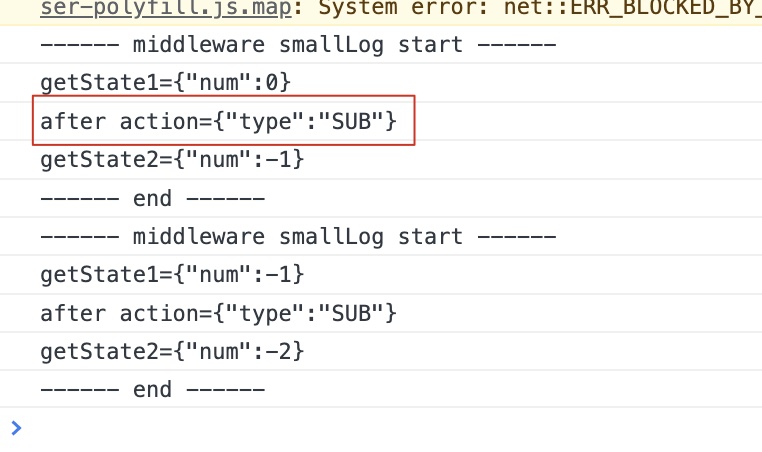 ser-polyfill.js.map: System error: net::ERR_BLOCKED_BY_
------ middleware smallLog start ------
getState1={"num":0}
after action={"type":"SUB"}
getState2={"num":-1}
------ end ------
------ middleware smallLog start ------
getState1={"num":-1}
after action={"type":"SUB"}
getState2={"num":-2}
------ end ------
>